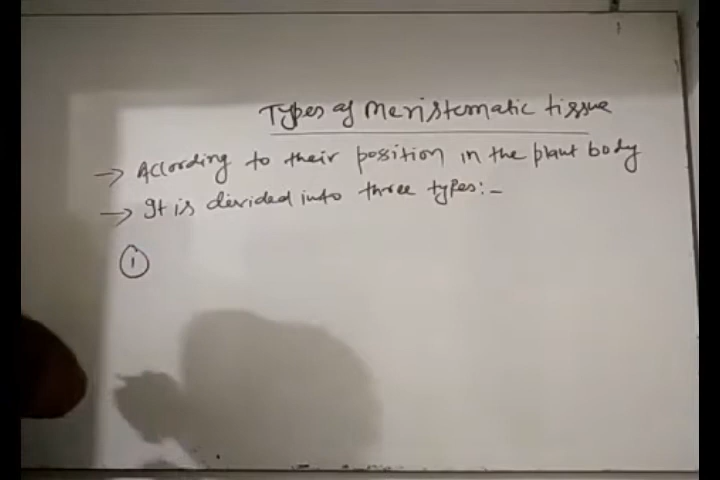 Types of Meristematic tissue
→ According to their position in the plant body
→ It is divided into three types:-
①